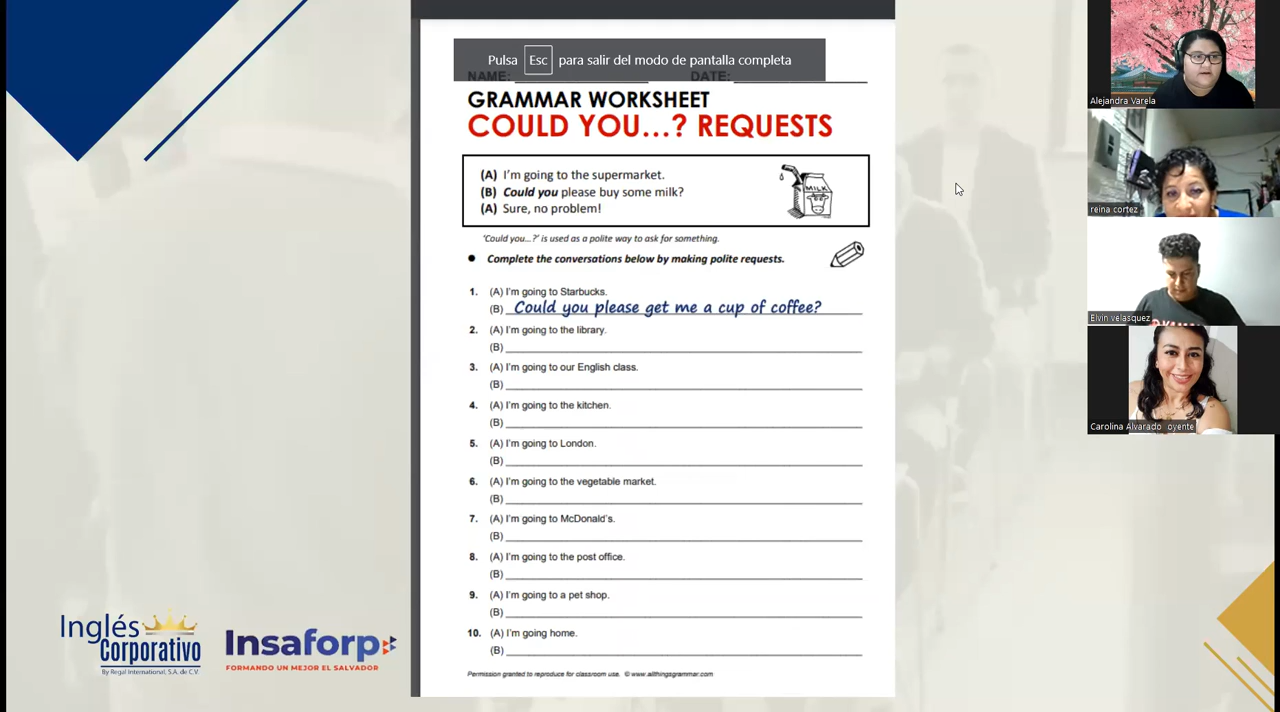 Pulsa Esc para salir del modo de pantalla completa
NAME: DATE:
GRAMMAR WORKSHEET
COULD YOU...? REQUESTS
(A) I'm going to the supermarket.
(B) Could you please buy some milk?
(A) Sure, no problem!
MILK
'Could you...?' is used as a polite way to ask for something.
● Complete the conversations below by making polite requests.
1. (A) I'm going to Starbucks.
(B) Could you please get me a cup of coffee?
2. (A) I'm going to the library.
(B)
3. (A) I'm going to our English class.
(B)
4. (A) I'm going to the kitchen.
(B)
5. (A) I'm going to London.
(B)
6. (A) I'm going to the vegetable market.
(B)
7. (A) I'm going to McDonald's.
(B)
8. (A) I'm going to the post office.
(B)
9. (A) I'm going to a pet shop.
(B)
10. (A) I'm going home.
(B)
Permission granted to reproduce for classroom use. © www.allthingsgrammar.com
Inglés
Corporativo
By Regal International, S.A. de C.V.
Insaforp
FORMANDO UN MEJOR EL SALVADOR
Alejandra Varela
reina cortez
Elvin velasquez
Carolina Alvarado oyente